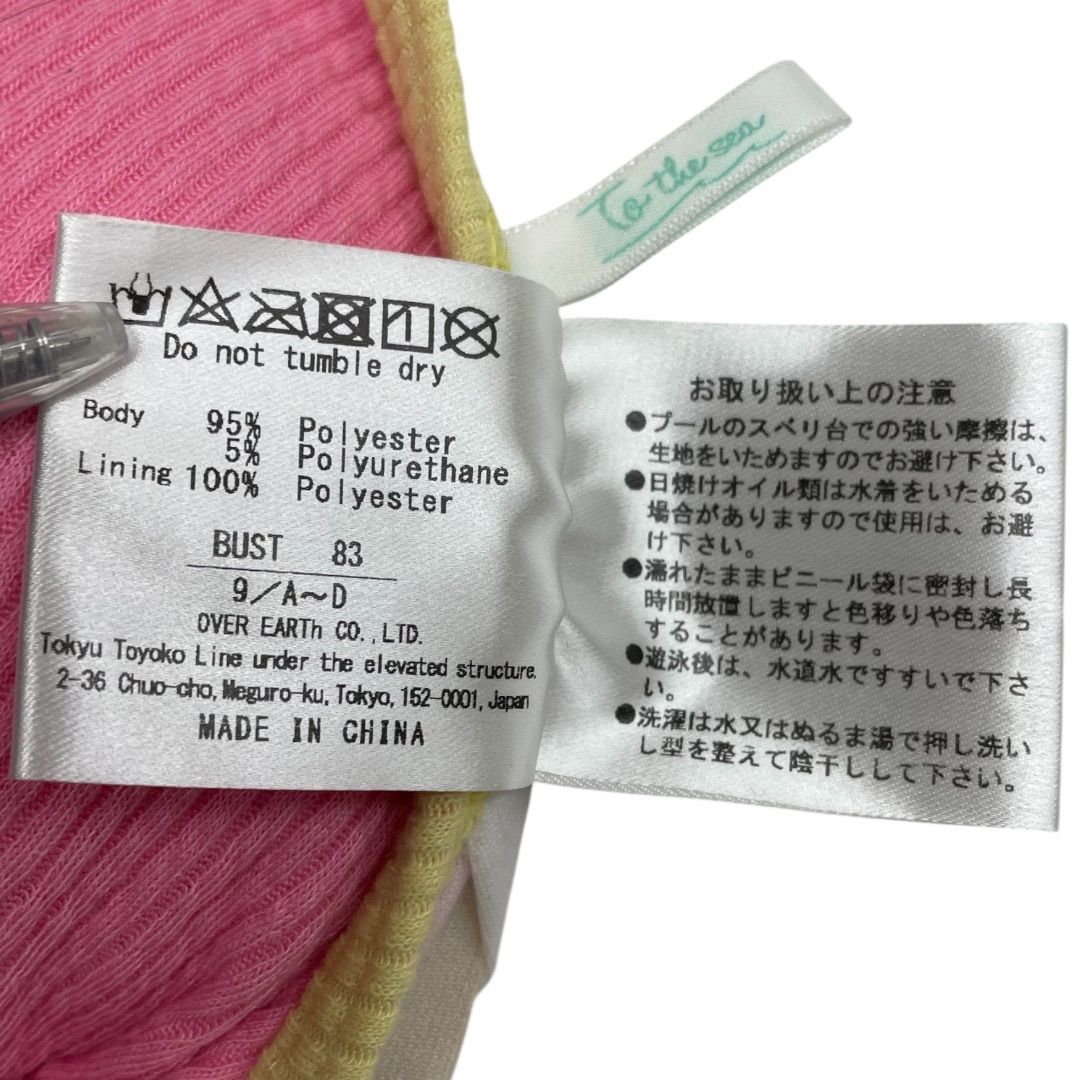 To the sea
Do not tumble dry
Body 95% Polyester
5% Polyurethane
Lining 100% Polyester
BUST 83
9/A~D
OVER EARTh CO.,LTD.
Tokyu Toyoko Line under the elevated structure.
2-36 Chuo-cho, Meguro-ku, Tokyo, 152-0001, Japan
MADE IN CHINA
お取り扱い上の注意
●プールのスベリ台での強い摩擦は、
生地をいためますのでお避け下さい。
●日焼けオイル類は水着をいためる
場合がありますので使用は、お避
け下さい。
●濡れたままビニール袋に密封し長
時間放置しますと色移りや色落ち
することがあります。
●遊泳後は、水道水ですすいで下さ
い。
●洗濯は水又はぬるま湯で押し洗い
し型を整えて陰干しして下さい。